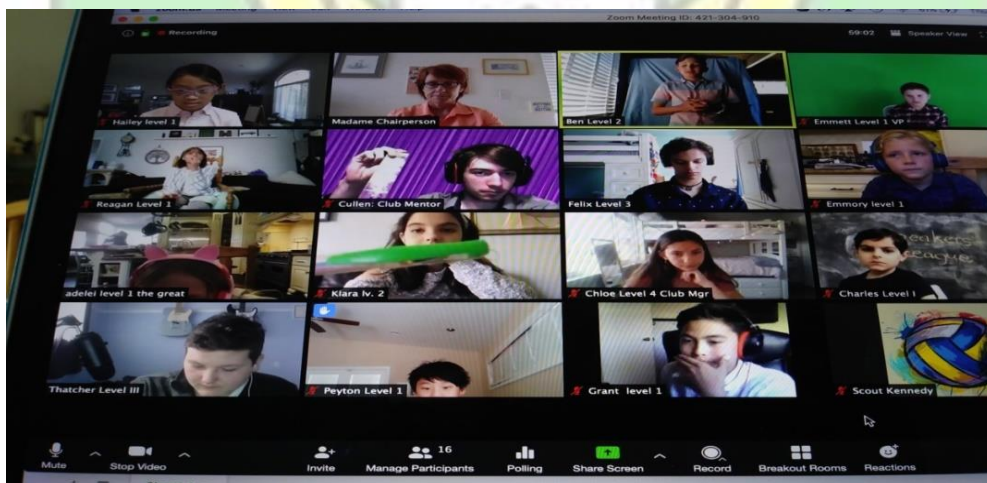 Zoom Meeting ID: 421-304-910
Recording
59:02 Speaker View
Hailey level 1
Madame Chairperson
Ben Level 2
Emmett Level 1 VP
Reagan Level 1
Cullen: Club Mentor
Felix Level 3
Emmory level 1
adelei level 1 the great
Klara lv. 2
Chloe Level 4 Club Mgr
Charles Level I
Thatcher Level III
Peyton Level 1
Grant level 1
Scout Kennedy
16
Mute
Stop Video
Invite
Manage Participants
Polling
Share Screen
Record
Breakout Rooms
Reactions